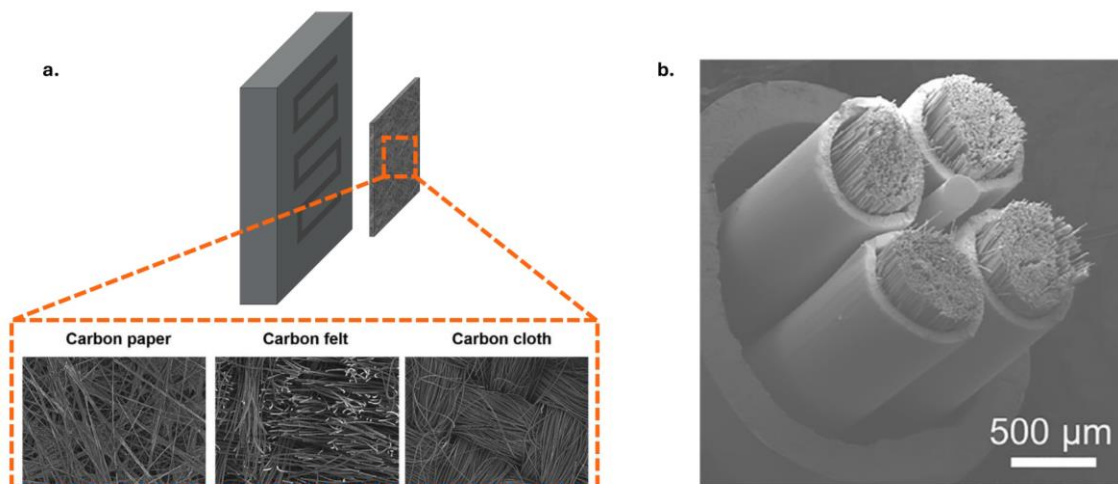 a.
b.
Carbon paper
Carbon felt
Carbon cloth
500 µm